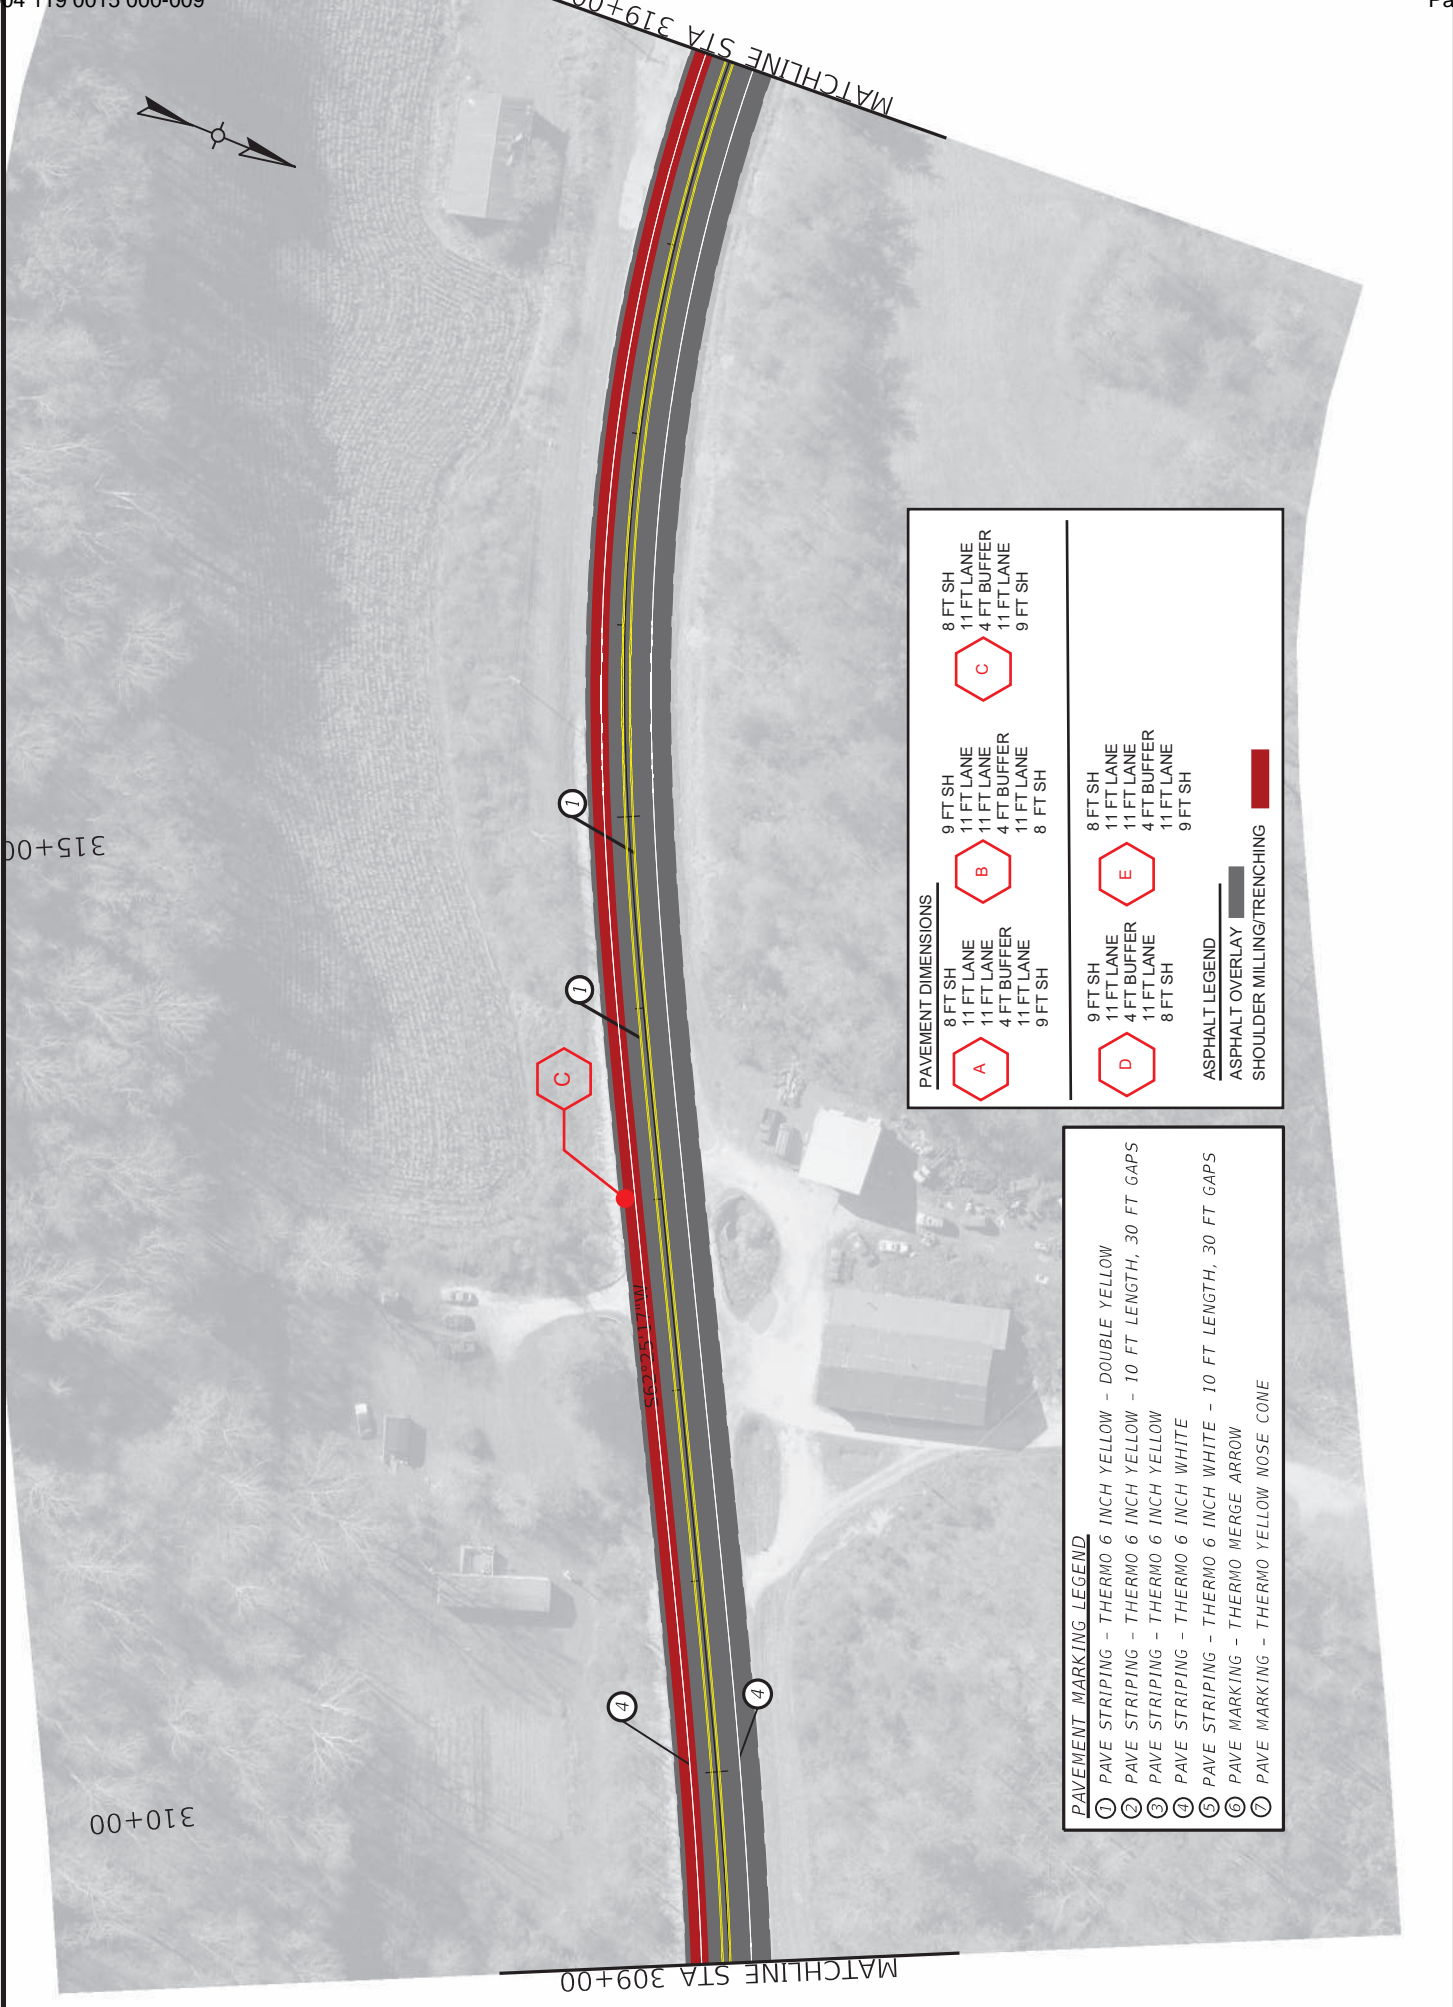 04 119 0015 000-009
Pa
MATCHLINE STA 319+00
315+00
310+00
MATCHLINE STA 309+00
S62°25'17"W
1
1
C
4
4
PAVEMENT DIMENSIONS
A
8 FT SH
11 FT LANE
11 FT LANE
4 FT BUFFER
11 FT LANE
9 FT SH
B
9 FT SH
11 FT LANE
11 FT LANE
4 FT BUFFER
11 FT LANE
8 FT SH
C
8 FT SH
11 FT LANE
4 FT BUFFER
11 FT LANE
9 FT SH
D
9 FT SH
11 FT LANE
4 FT BUFFER
11 FT LANE
8 FT SH
E
8 FT SH
11 FT LANE
11 FT LANE
4 FT BUFFER
11 FT LANE
9 FT SH
ASPHALT LEGEND
ASPHALT OVERLAY
SHOULDER MILLING/TRENCHING
PAVEMENT MARKING LEGEND
1 PAVE STRIPING - THERMO 6 INCH YELLOW - DOUBLE YELLOW
2 PAVE STRIPING - THERMO 6 INCH YELLOW - 10 FT LENGTH, 30 FT GAPS
3 PAVE STRIPING - THERMO 6 INCH YELLOW
4 PAVE STRIPING - THERMO 6 INCH WHITE
5 PAVE STRIPING - THERMO 6 INCH WHITE - 10 FT LENGTH, 30 FT GAPS
6 PAVE MARKING - THERMO MERGE ARROW
7 PAVE MARKING - THERMO YELLOW NOSE CONE